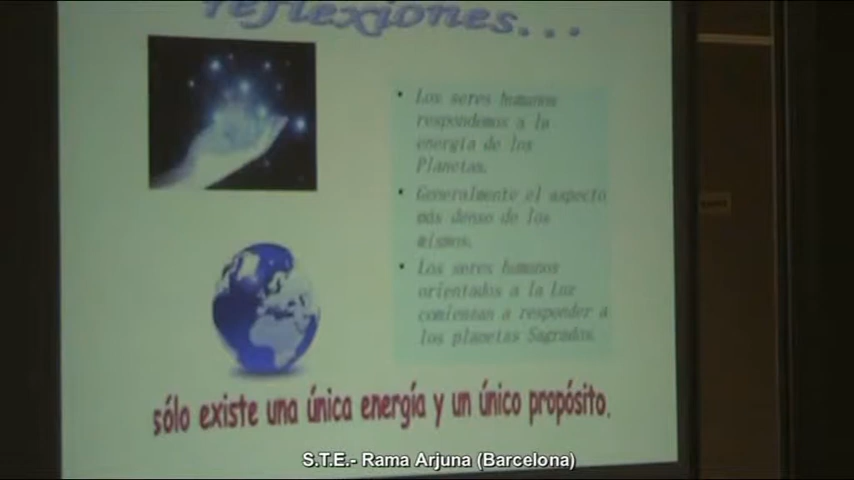 reflexiones...
• Los seres humanos
respondemos a la
energía de los
Planetas.
• Generalmente el aspecto
más denso de los
mismos.
• Los seres humanos
orientados a la Luz
comienzan a responder a
los planetas Sagrados.
sólo existe una única energía y un único propósito.
S.T.E.- Rama Arjuna (Barcelona)